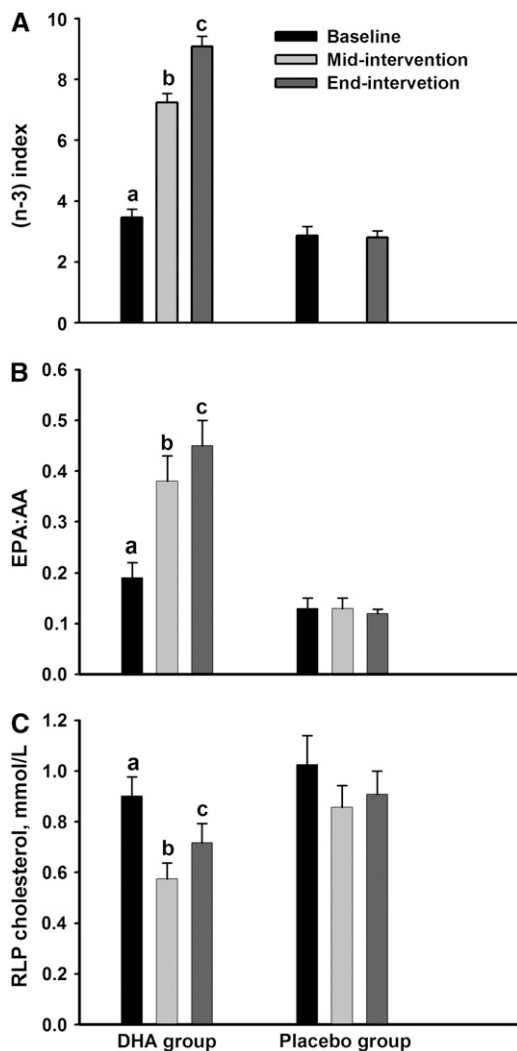 A
10
8
6
4
2
0
(n-3) index
a
b
c
Baseline
Mid-intervention
End-intervetion
B
0.6
0.5
0.4
0.3
0.2
0.1
0.0
EPA:AA
a
b
c
C
1.2
1.0
0.8
0.6
0.4
0.2
0.0
RLP cholesterol, mmol/L
a
b
c
DHA group
Placebo group